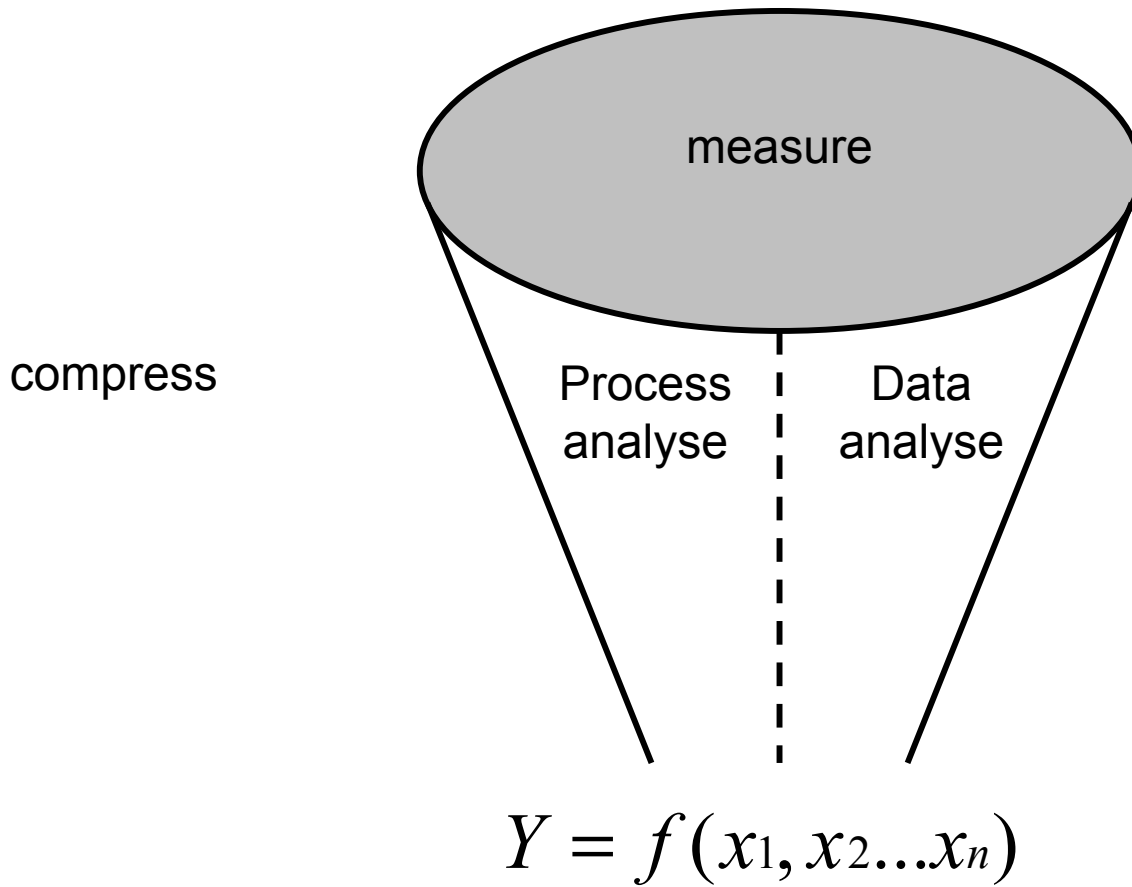 measure
compress
Process
analyse
Data
analyse
Y = f(x1, x2...xn)